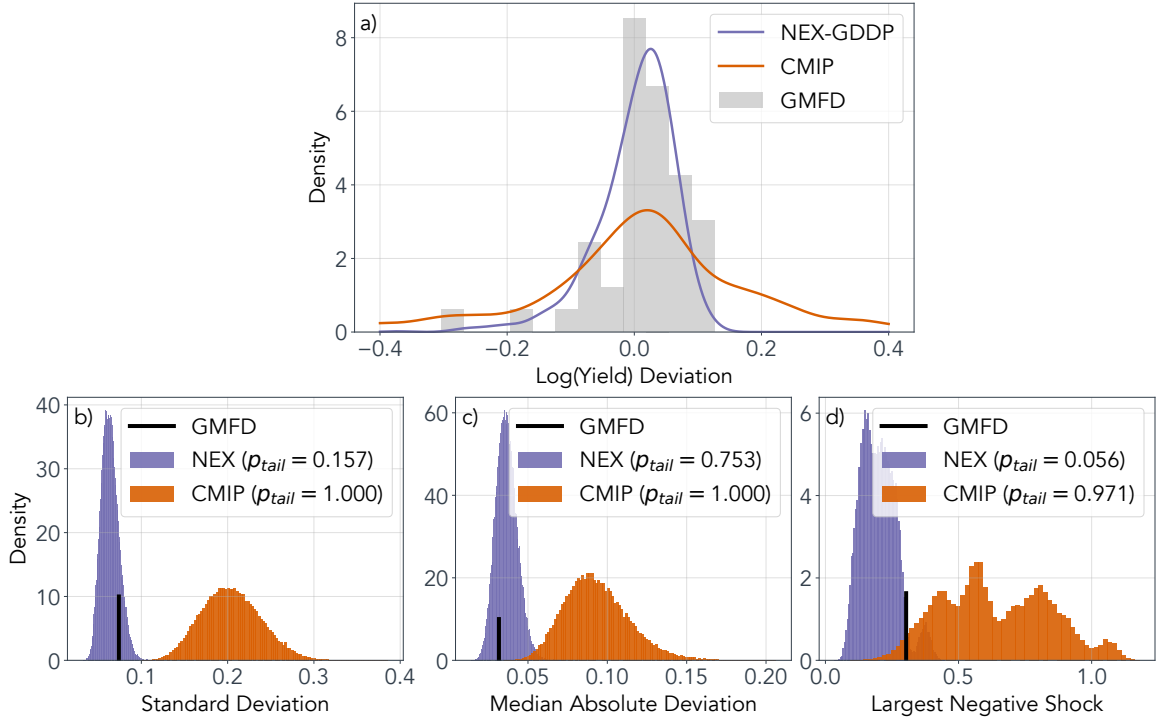 a)
NEX-GDDP
CMIP
GMFD
8
6
4
2
0
Density
−0.4
−0.2
0.0
0.2
0.4
Log(Yield) Deviation
b)
GMFD
NEX (p_tail = 0.157)
CMIP (p_tail = 1.000)
40
30
20
10
0
Density
0.1
0.2
0.3
0.4
Standard Deviation
c)
GMFD
NEX (p_tail = 0.753)
CMIP (p_tail = 1.000)
60
40
20
0
0.00
0.05
0.10
0.15
0.20
Median Absolute Deviation
d)
GMFD
NEX (p_tail = 0.056)
CMIP (p_tail = 0.971)
6
4
2
0
0.0
0.5
1.0
Largest Negative Shock